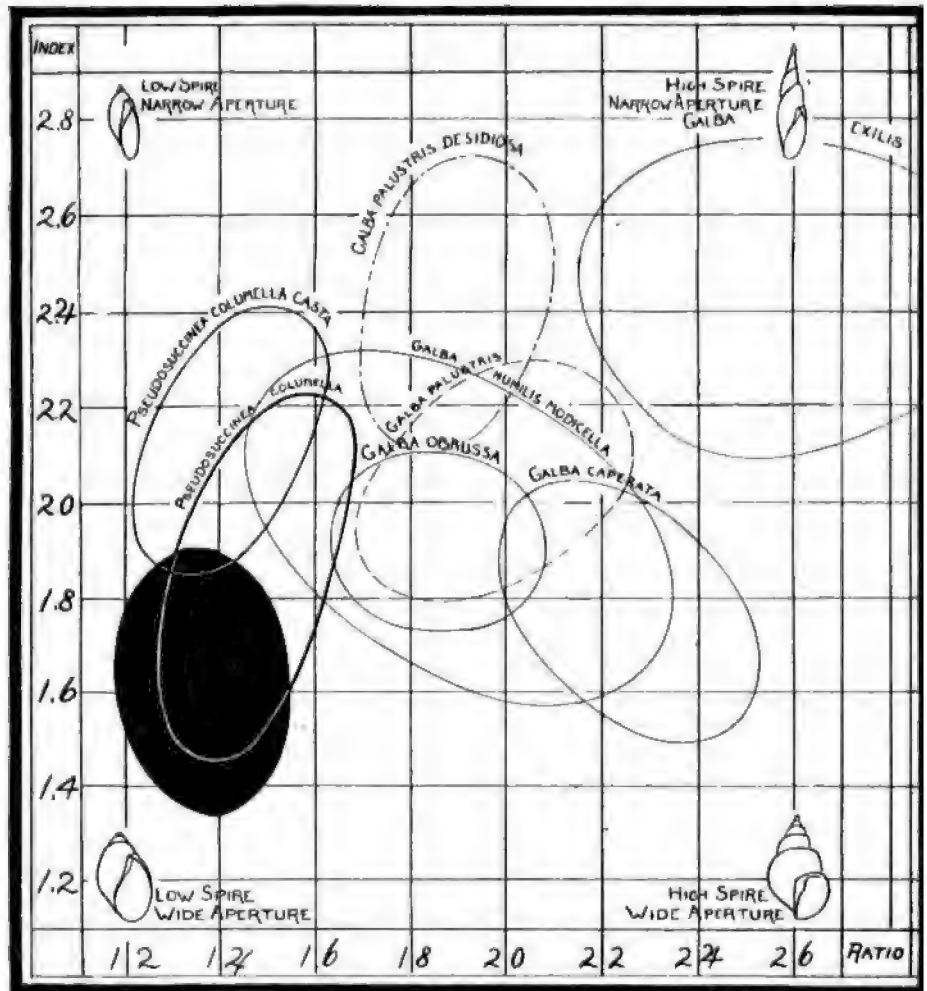 INDEX
LOW SPIRE
NARROW APERTURE
HIGH SPIRE
NARROW APERTURE
GALBA
EXILIS
2.8
GALBA PALUSTRIS DESIDIOSA
2.6
2.4
PSEUDOSUCCINEA COLUMELLA CASTA
GALBA HUMILIS MODICELLA
GALBA PALUSTRIS
PSEUDOSUCCINEA COLUMELLA
2.2
GALBA OBRUSSA
GALBA CAPERATA
2.0
1.8
1.6
1.4
1.2
LOW SPIRE
WIDE APERTURE
HIGH SPIRE
WIDE APERTURE
1.2 1.4 1.6 1.8 2.0 2.2 2.4 2.6 RATIO